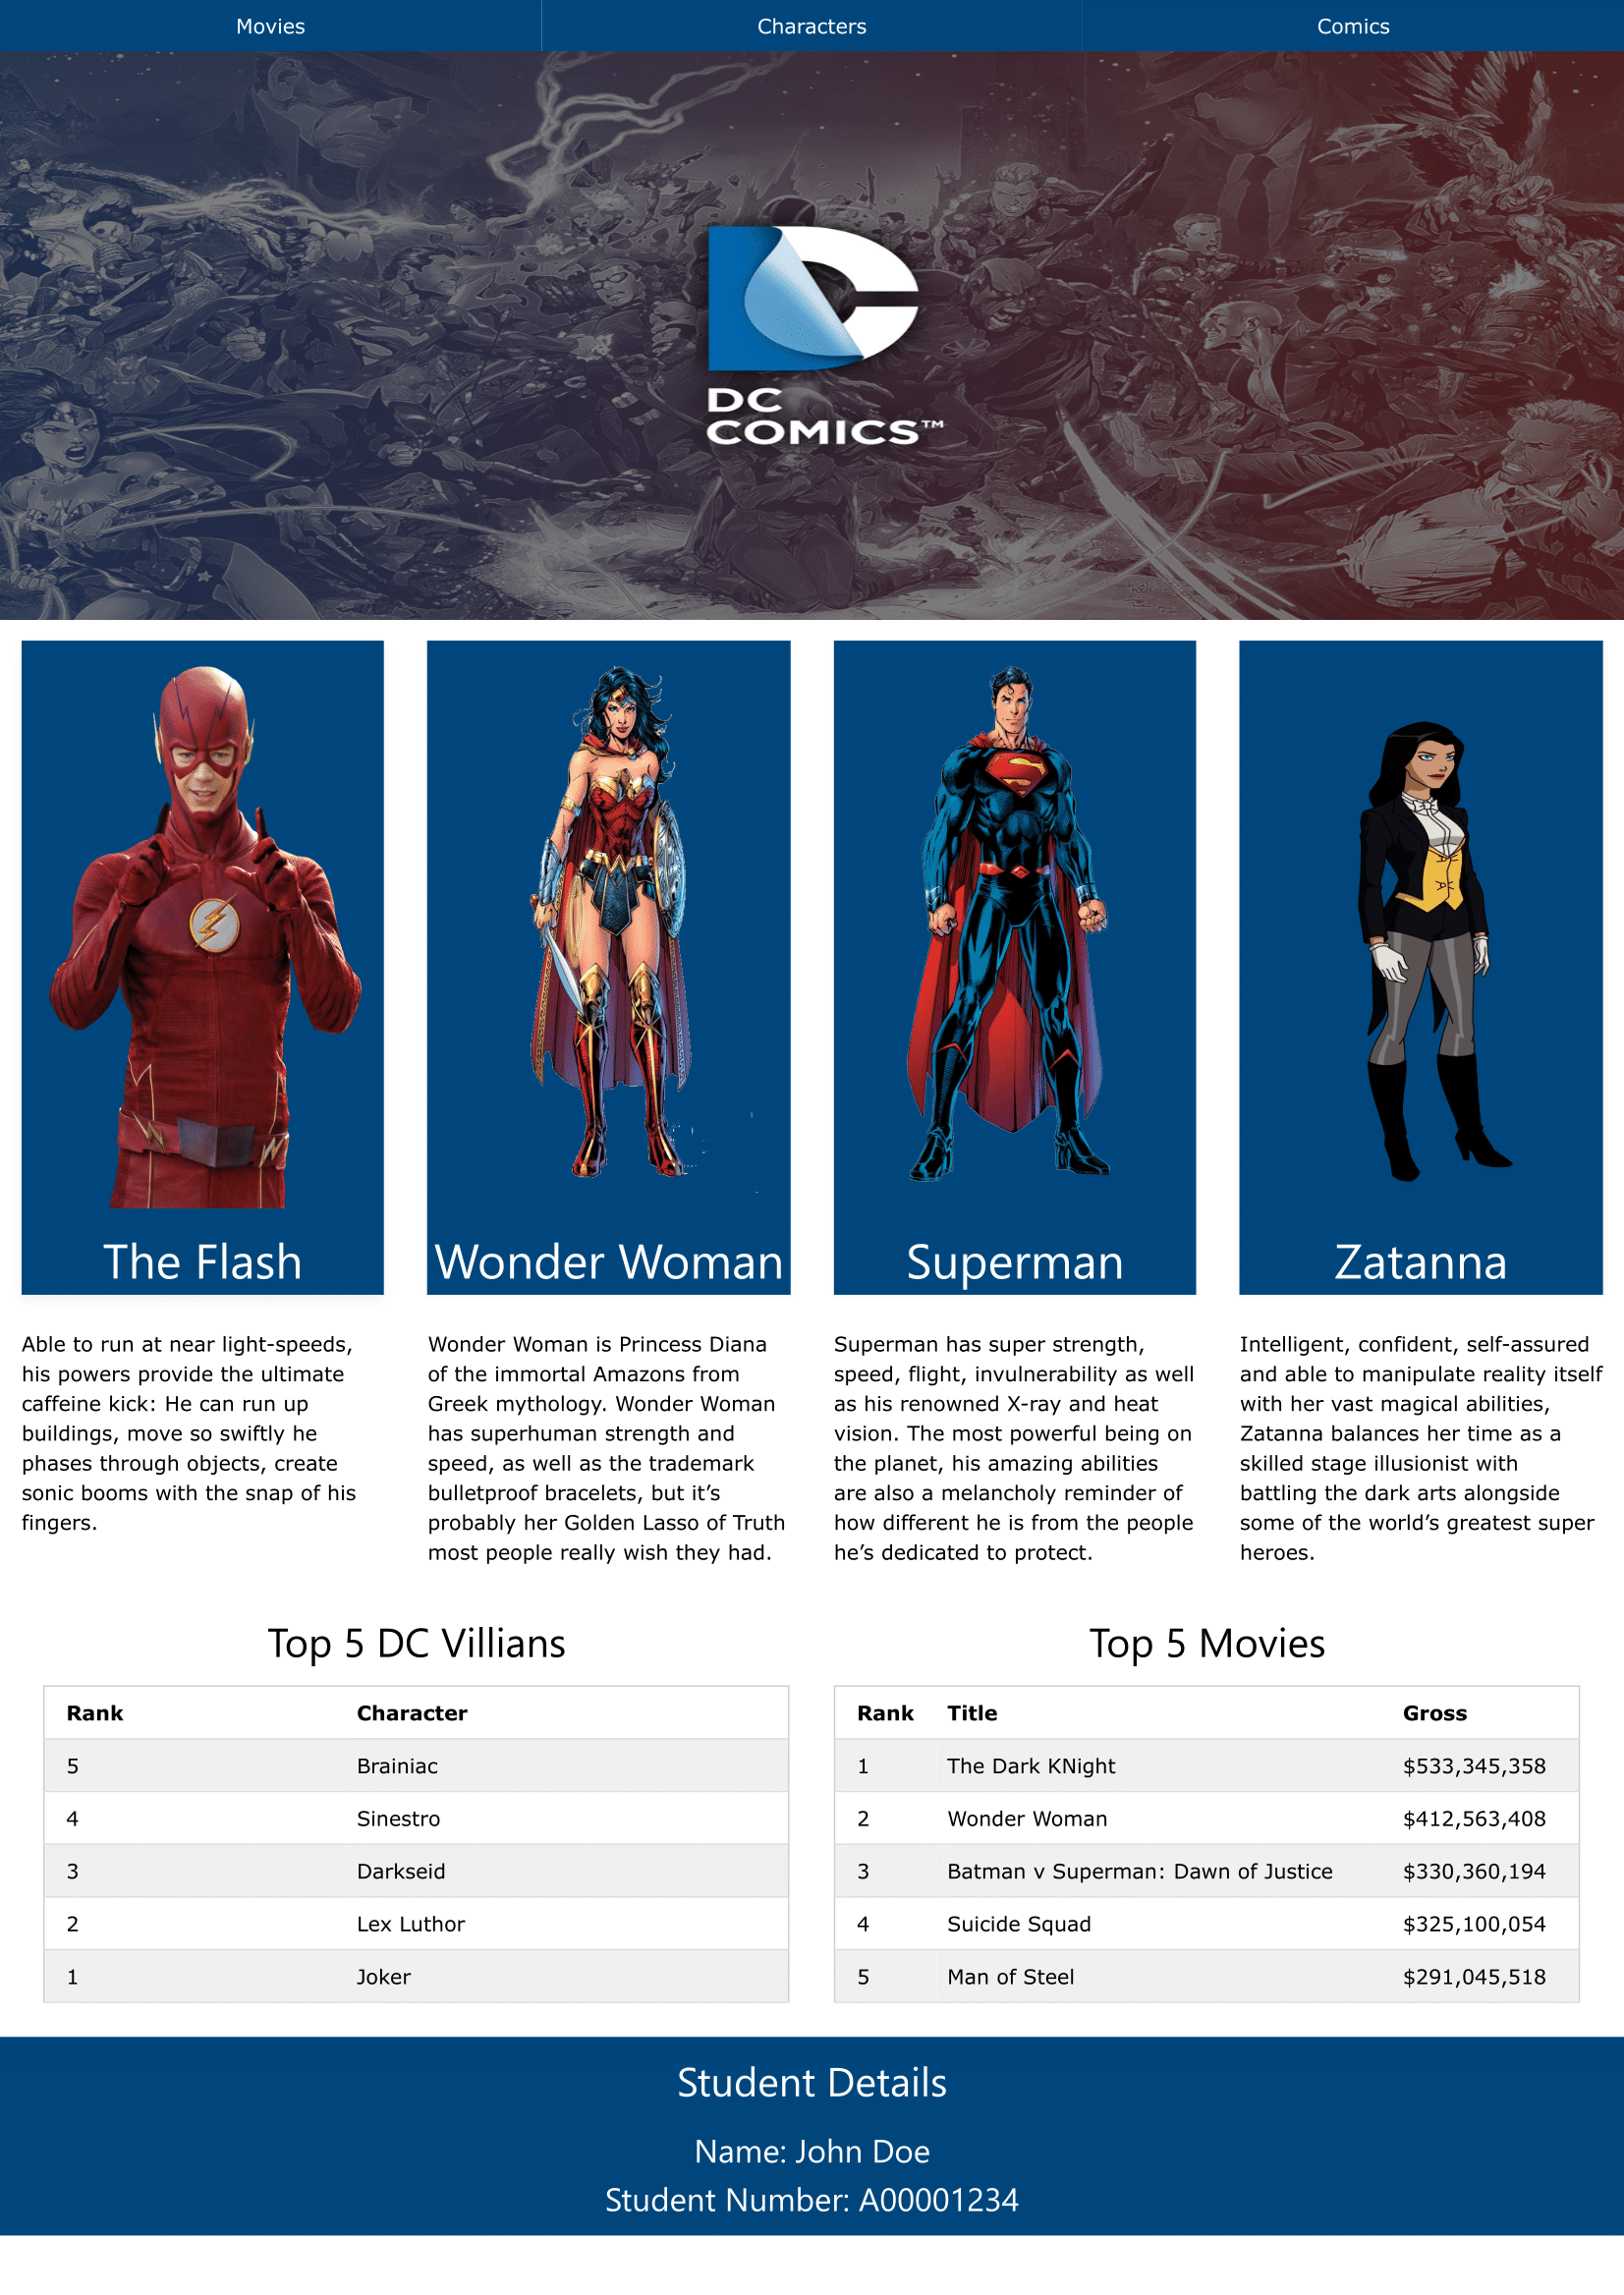 Movies
Characters
Comics
DC
COMICS™
The Flash
Able to run at near light-speeds,
his powers provide the ultimate
caffeine kick: He can run up
buildings, move so swiftly he
phases through objects, create
sonic booms with the snap of his
fingers.
Wonder Woman
Wonder Woman is Princess Diana
of the immortal Amazons from
Greek mythology. Wonder Woman
has superhuman strength and
speed, as well as the trademark
bulletproof bracelets, but it’s
probably her Golden Lasso of Truth
most people really wish they had.
Superman
Superman has super strength,
speed, flight, invulnerability as well
as his renowned X-ray and heat
vision. The most powerful being on
the planet, his amazing abilities
are also a melancholy reminder of
how different he is from the people
he’s dedicated to protect.
Zatanna
Intelligent, confident, self-assured
and able to manipulate reality itself
with her vast magical abilities,
Zatanna balances her time as a
skilled stage illusionist with
battling the dark arts alongside
some of the world’s greatest super
heroes.
Top 5 DC Villians
Rank Character
5 Brainiac
4 Sinestro
3 Darkseid
2 Lex Luthor
1 Joker
Top 5 Movies
Rank Title Gross
1 The Dark KNight $533,345,358
2 Wonder Woman $412,563,408
3 Batman v Superman: Dawn of Justice $330,360,194
4 Suicide Squad $325,100,054
5 Man of Steel $291,045,518
Student Details
Name: John Doe
Student Number: A00001234